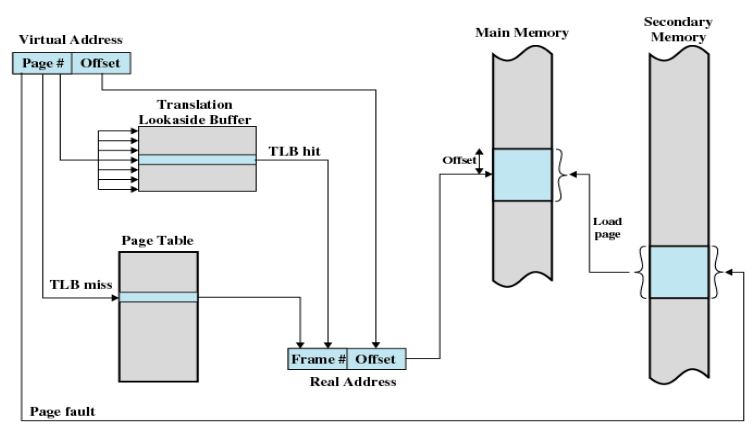 Secondary
Memory
Main Memory
Virtual Address
Page # Offset
Translation
Lookaside Buffer
TLB hit
Offset
Load
page
Page Table
TLB miss
Frame # Offset
Real Address
Page fault